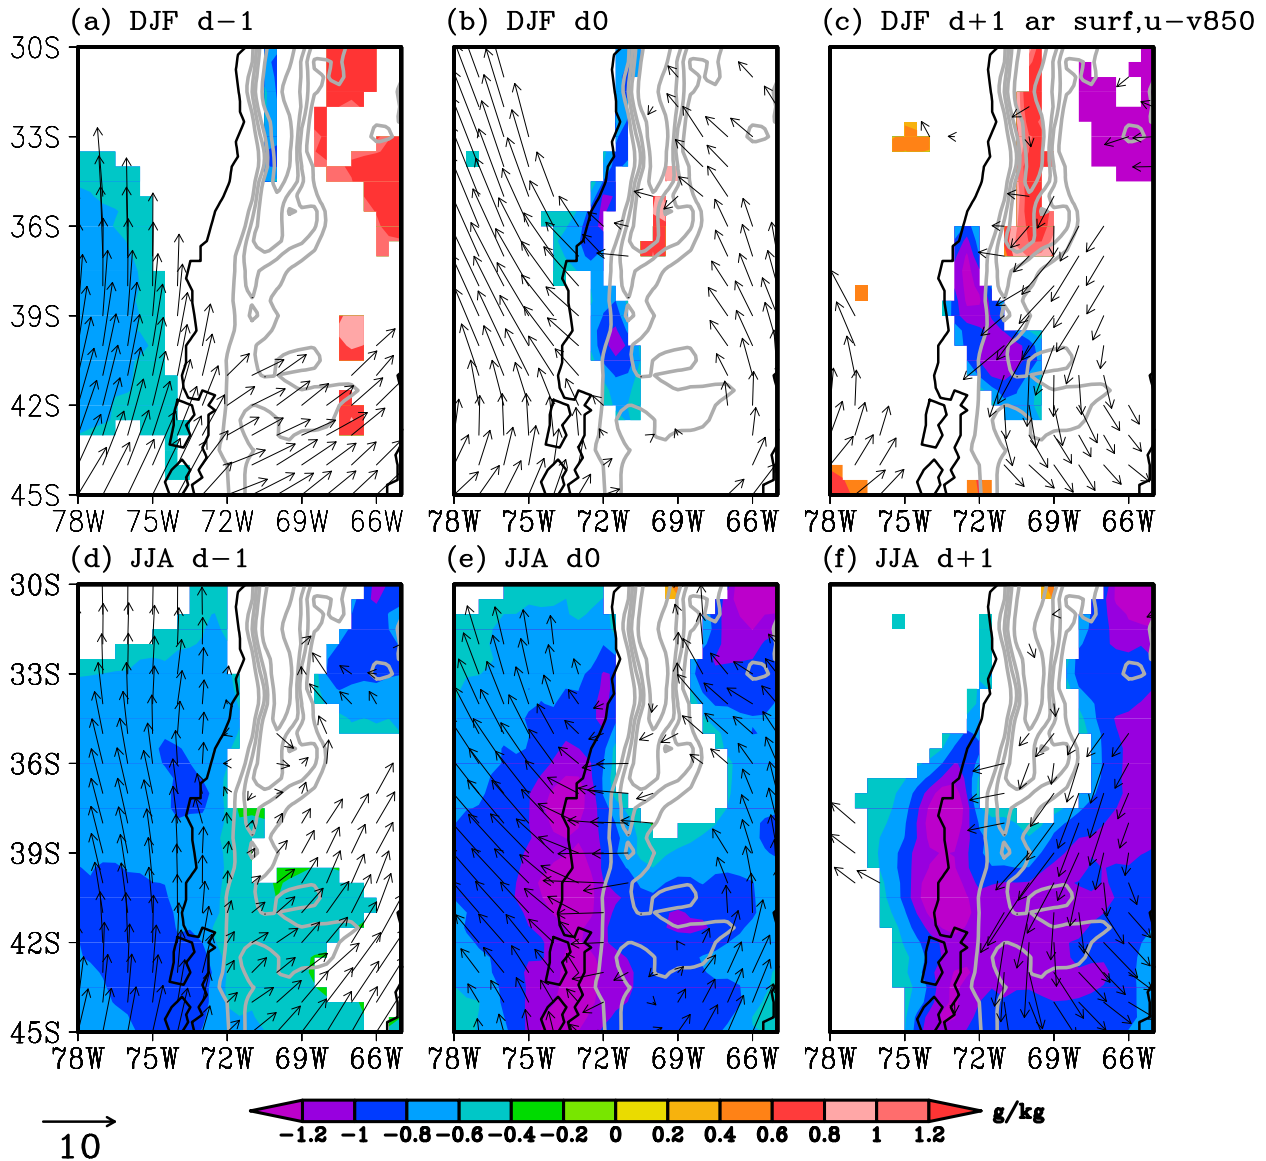 (a) DJF d-1
(b) DJF d0
(c) DJF d+1 ar surf,u-v850
30S
33S
36S
39S
42S
45S
78W 75W 72W 69W 66W
78W 75W 72W 69W 66W
78W 75W 72W 69W 66W
(d) JJA d-1
(e) JJA d0
(f) JJA d+1
30S
33S
36S
39S
42S
45S
78W 75W 72W 69W 66W
78W 75W 72W 69W 66W
78W 75W 72W 69W 66W
10
-1.2 -1 -0.8 -0.6 -0.4 -0.2 0 0.2 0.4 0.6 0.8 1 1.2
g/kg